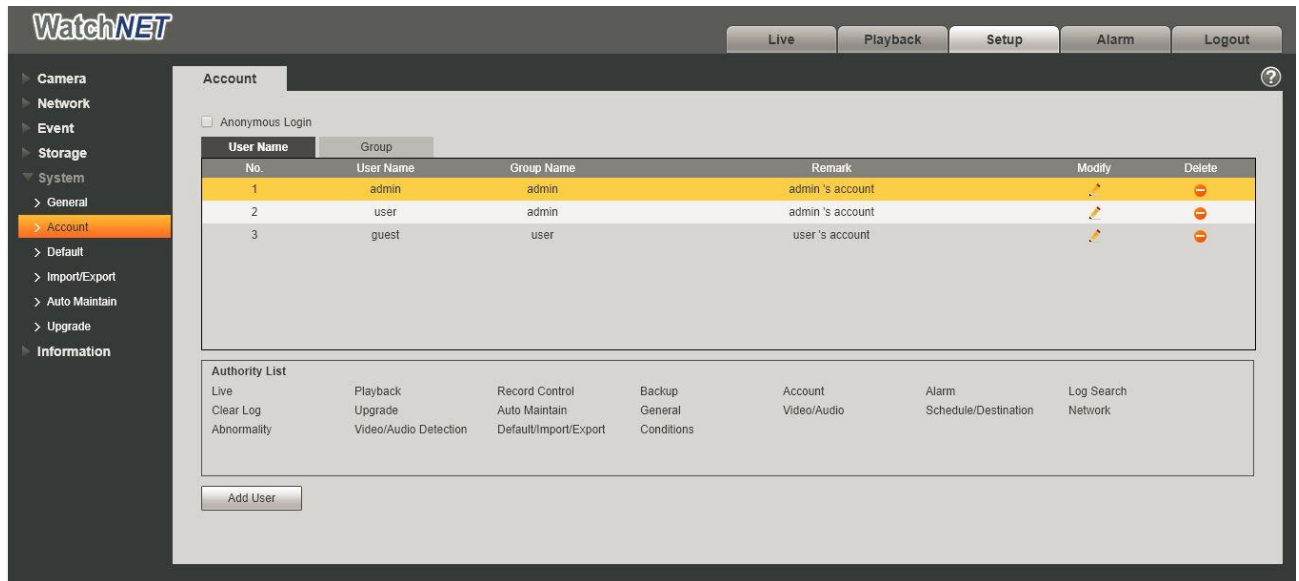 WatchNET
Live Playback Setup Alarm Logout
Camera
Network
Event
Storage
System
> General
> Account
> Default
> Import/Export
> Auto Maintain
> Upgrade
Information
Account
?
Anonymous Login
User Name Group
No. User Name Group Name Remark Modify Delete
1 admin admin admin 's account
2 user admin admin 's account
3 guest user user 's account
Authority List
Live Playback Record Control Backup Account Alarm Log Search
Clear Log Upgrade Auto Maintain General Video/Audio Schedule/Destination Network
Abnormality Video/Audio Detection Default/Import/Export Conditions
Add User